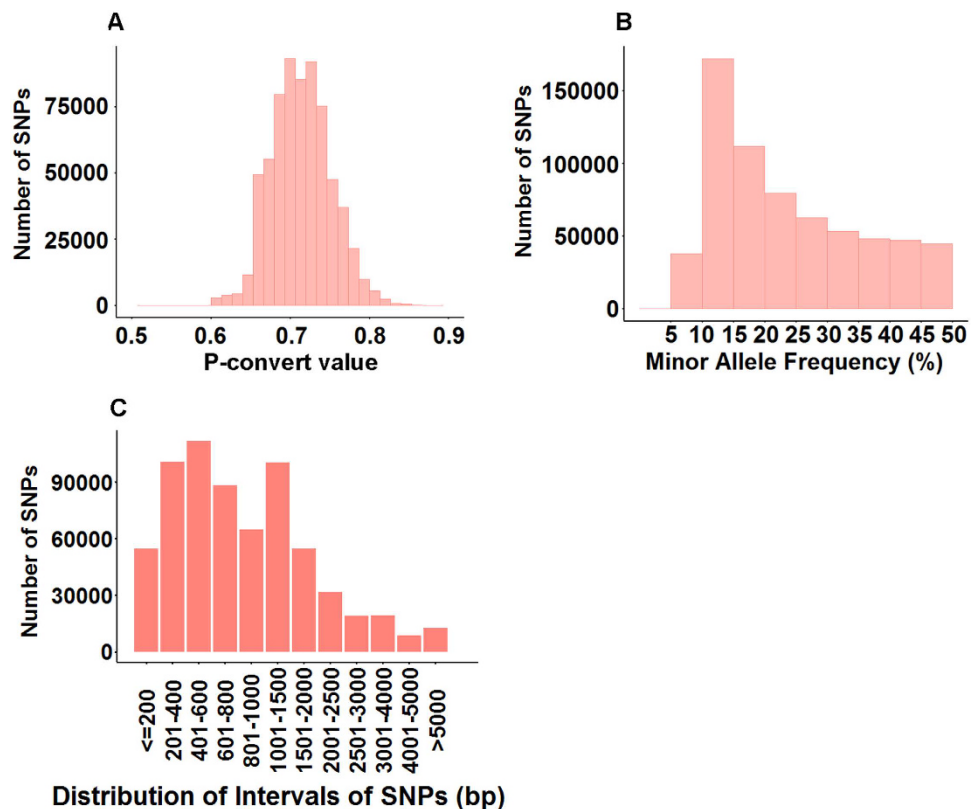 A
Number of SNPs
75000
50000
25000
0
0.5 0.6 0.7 0.8 0.9
P-convert value
B
Number of SNPs
150000
100000
50000
0
5 10 15 20 25 30 35 40 45 50
Minor Allele Frequency (%)
C
Number of SNPs
90000
60000
30000
0
<=200
201-400
401-600
601-800
801-1000
1001-1500
1501-2000
2001-2500
2501-3000
3001-4000
4001-5000
>5000
Distribution of Intervals of SNPs (bp)